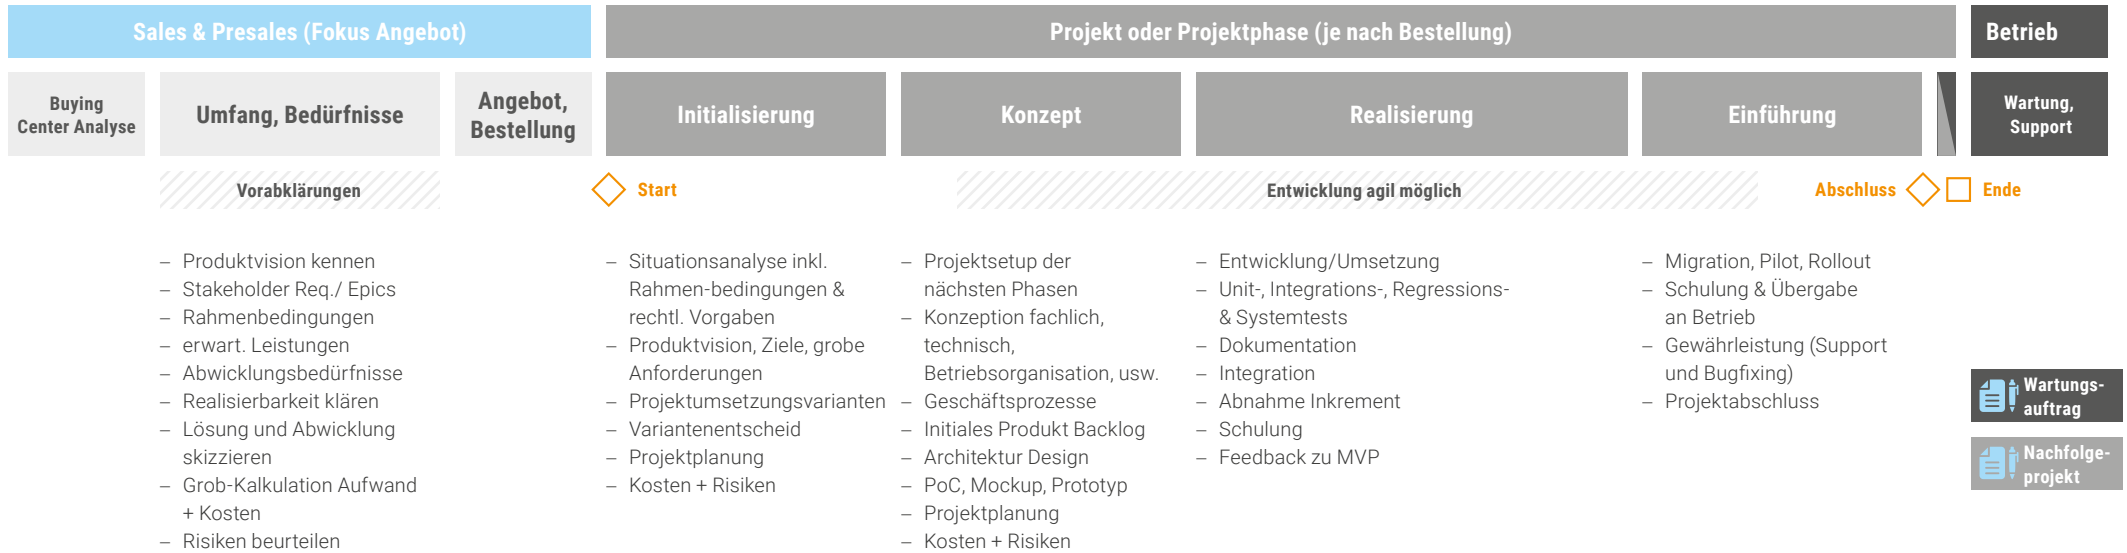 Sales & Presales (Fokus Angebot)
Projekt oder Projektphase (je nach Bestellung)
Betrieb
Buying
Center Analyse
Umfang, Bedürfnisse
Angebot,
Bestellung
Initialisierung
Konzept
Realisierung
Einführung
Wartung,
Support
Vorabklärungen
Start
Entwicklung agil möglich
Abschluss
Ende
– Produktvision kennen
– Stakeholder Req./ Epics
– Rahmenbedingungen
– erwart. Leistungen
– Abwicklungsbedürfnisse
– Realisierbarkeit klären
– Lösung und Abwicklung
skizzieren
– Grob-Kalkulation Aufwand
+ Kosten
– Risiken beurteilen
– Situationsanalyse inkl.
Rahmen-bedingungen &
rechtl. Vorgaben
– Produktvision, Ziele, grobe
Anforderungen
– Projektumsetzungsvarianten
– Variantenentscheid
– Projektplanung
– Kosten + Risiken
– Projektsetup der
nächsten Phasen
– Konzeption fachlich,
technisch,
Betriebsorganisation, usw.
– Geschäftsprozesse
– Initiales Produkt Backlog
– Architektur Design
– PoC, Mockup, Prototyp
– Projektplanung
– Kosten + Risiken
– Entwicklung/Umsetzung
– Unit-, Integrations-, Regressions-
& Systemtests
– Dokumentation
– Integration
– Abnahme Inkrement
– Schulung
– Feedback zu MVP
– Migration, Pilot, Rollout
– Schulung & Übergabe
an Betrieb
– Gewährleistung (Support
und Bugfixing)
– Projektabschluss
Wartungs-
auftrag
Nachfolge-
projekt